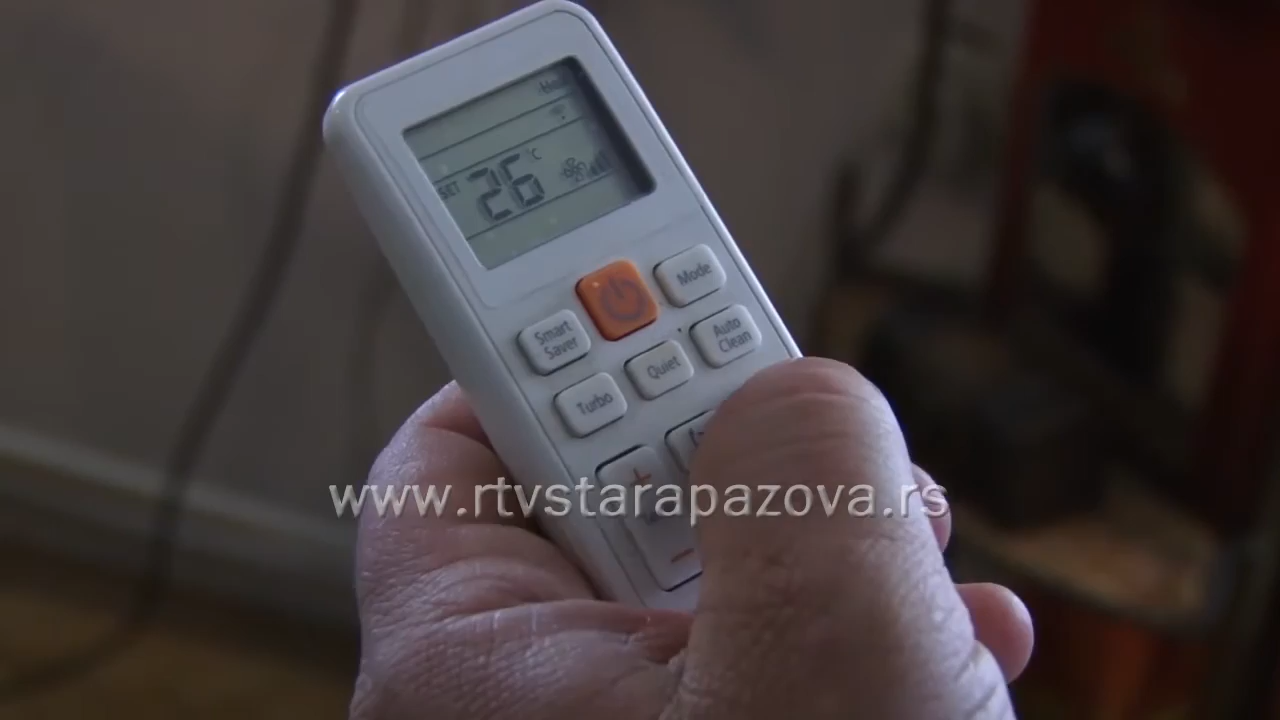 SET 26 °C
Mode
Smart
Saver
Auto
Clean
Quiet
Turbo
+
−
www.rtvstarapazova.rs